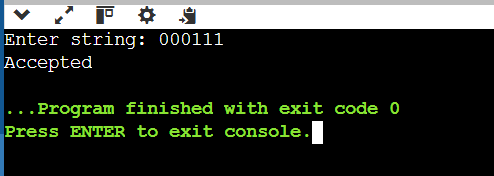 Enter string: 000111
Accepted
...Program finished with exit code 0
Press ENTER to exit console.